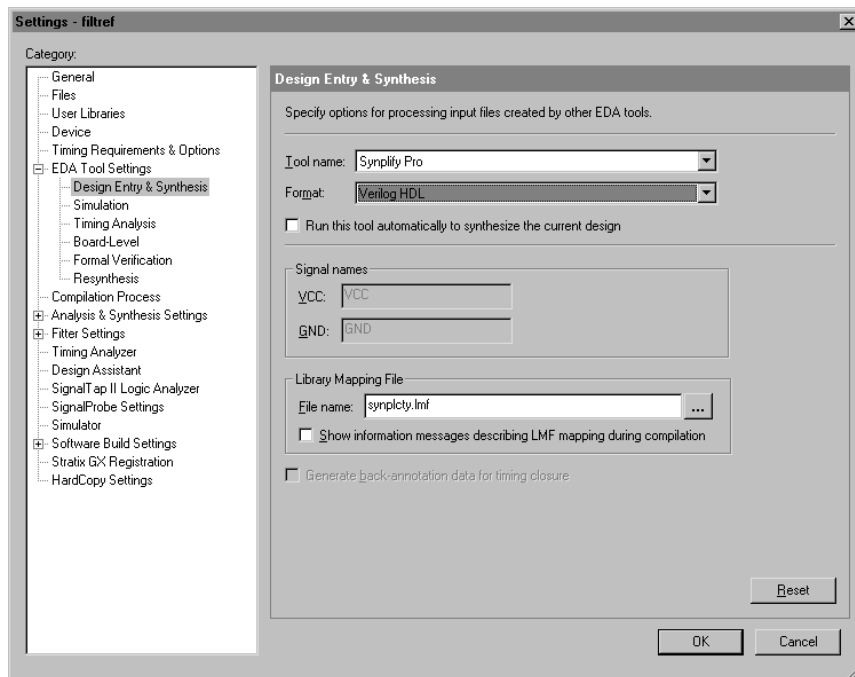 Settings - filtref
Category:
General
Files
User Libraries
Device
Timing Requirements & Options
EDA Tool Settings
Design Entry & Synthesis
Simulation
Timing Analysis
Board-Level
Formal Verification
Resynthesis
Compilation Process
Analysis & Synthesis Settings
Fitter Settings
Timing Analyzer
Design Assistant
SignalTap II Logic Analyzer
SignalProbe Settings
Simulator
Software Build Settings
Stratix GX Registration
HardCopy Settings
Design Entry & Synthesis
Specify options for processing input files created by other EDA tools.
Tool name: Synplify Pro
Format: Verilog HDL
Run this tool automatically to synthesize the current design
Signal names
VCC: VCC
GND: GND
Library Mapping File
File name: synplcty.lmf ...
Show information messages describing LMF mapping during compilation
Generate back-annotation data for timing closure
Reset
OK Cancel